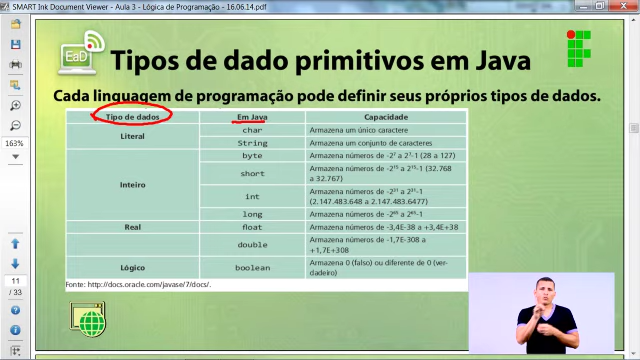 SMART Ink Document Viewer - Aula 3 - Lógica de Programação - 16.06.14.pdf
EaD
Tipos de dado primitivos em Java
Cada linguagem de programação pode definir seus próprios tipos de dados.
Tipo de dados Em Java Capacidade
Literal
char Armazena um único caractere
String Armazena um conjunto de caracteres
Inteiro
byte Armazena números de -2⁷ a 2⁷-1 (28 a 127)
short Armazena números de -2¹⁵ a 2¹⁵-1 (32.768
a 32.767)
int Armazena números de -2³¹ a 2³¹-1
(2.147.483.648 a 2.147.483.6477)
long Armazena números de
Real float Armazena números de -3,4E-38 a +3,4E+38
double Armazena números de -1,7E-308 a
+1,7E+308
Lógico boolean Armazena 0 (falso) ou diferente de 0 (ver-
dadeiro)
Fonte: http://docs.oracle.com/javase/7/docs/.
163%
11
/ 33